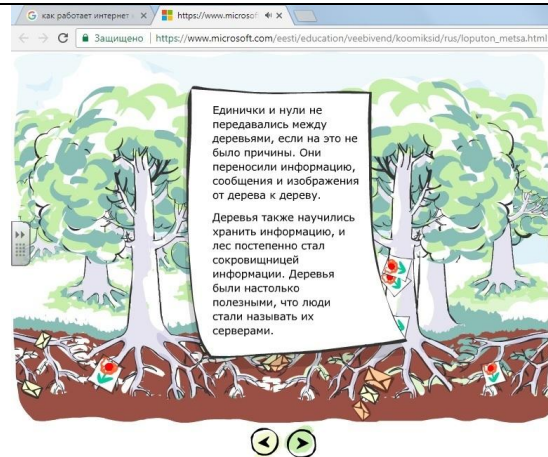 как работает интернет
https://www.microsof
Защищено | https://www.microsoft.com/eesti/education/veebivend/koomiksid/rus/loputon_metsa.html
Единички и нули не
передавались между
деревьями, если на это не
было причины. Они
переносили информацию,
сообщения и изображения
от дерева к дереву.
Деревья также научились
хранить информацию, и
лес постепенно стал
сокровищницей
информации. Деревья
были настолько
полезными, что люди
стали называть их
серверами.